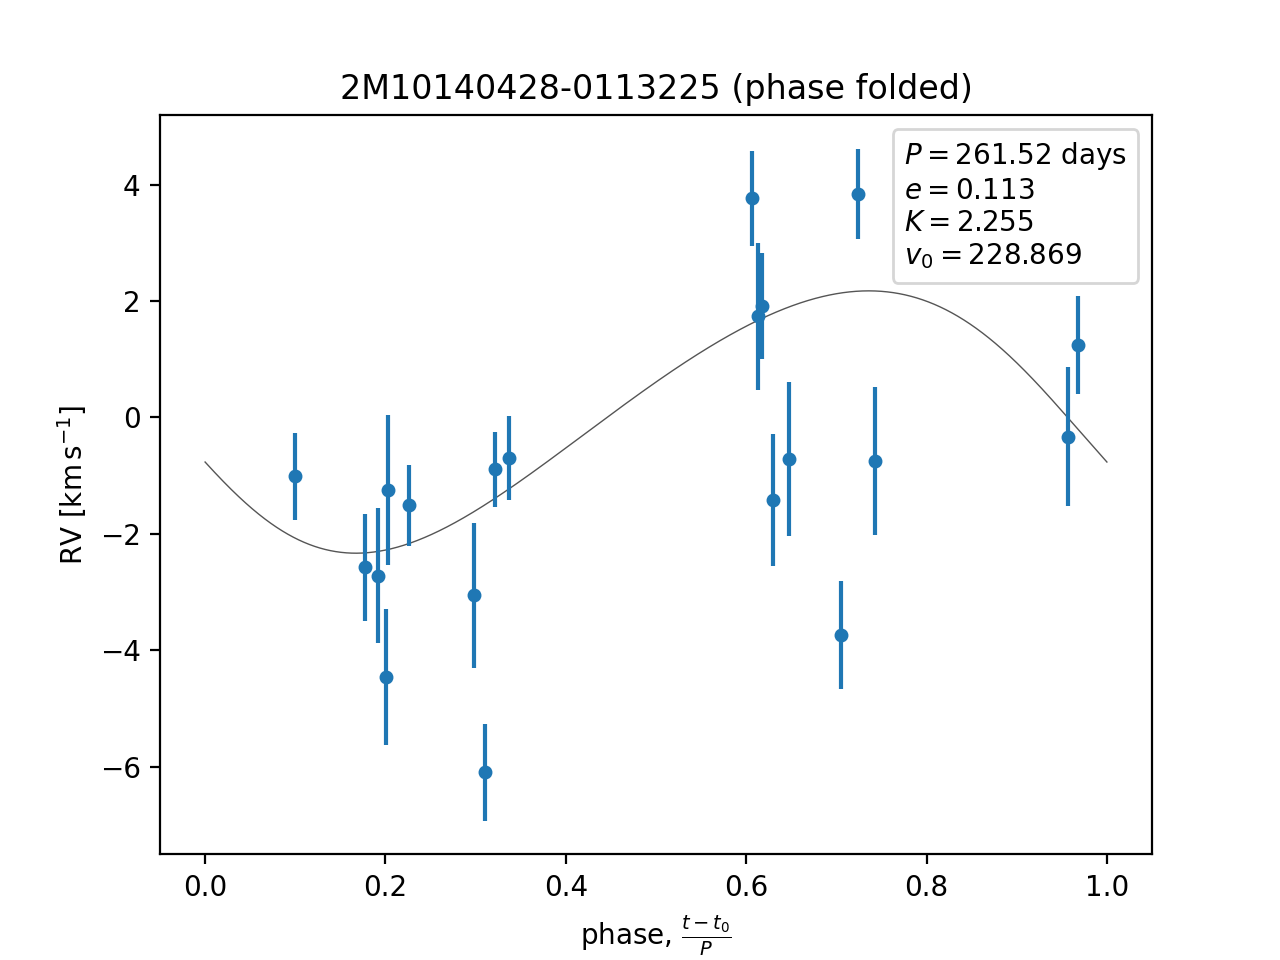 2M10140428-0113225 (phase folded)
P = 261.52 days
e = 0.113
K = 2.255
v₀ = 228.869
4
2
0
−2
−4
−6
RV [km s⁻¹]
0.0 0.2 0.4 0.6 0.8 1.0
phase, (t − t₀)/P